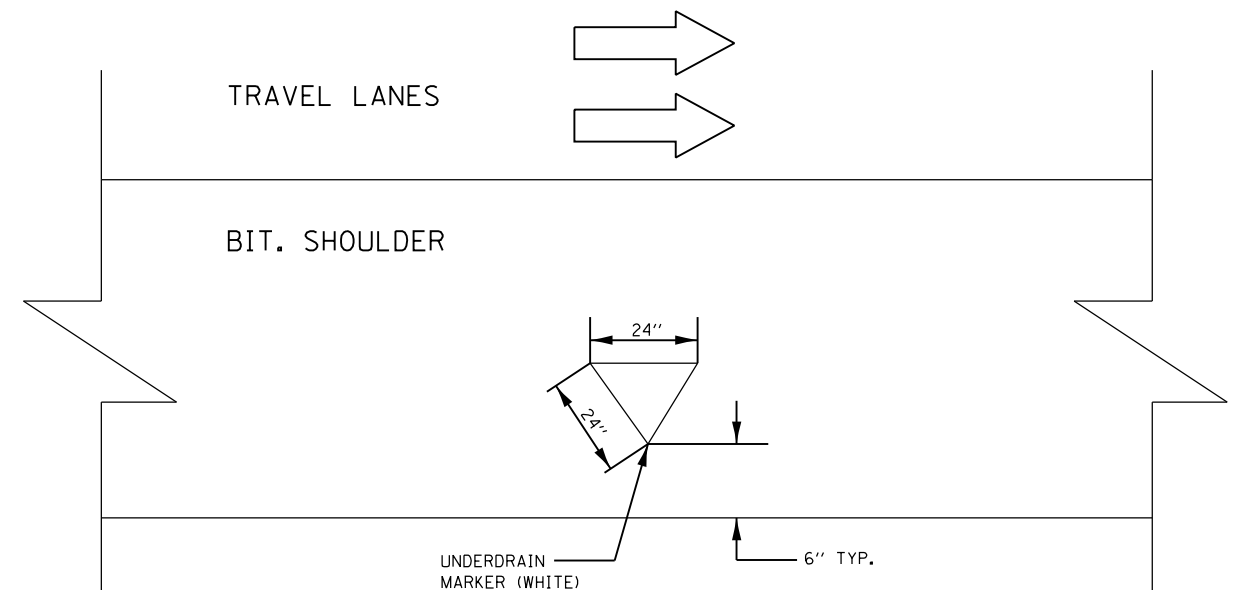 TRAVEL LANES
BIT. SHOULDER
24''
24''
UNDERDRAIN
MARKER (WHITE)
6'' TYP.